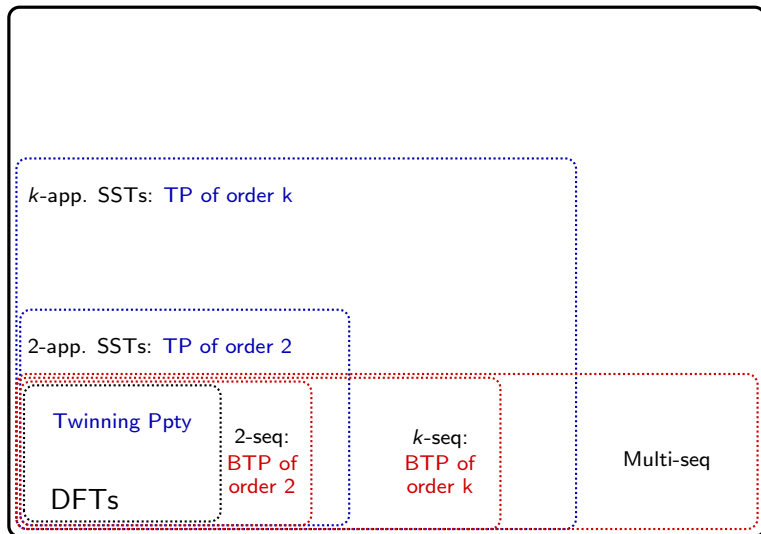 k-app. SSTs: TP of order k
2-app. SSTs: TP of order 2
Twinning Ppty
DFTs
2-seq:
BTP of
order 2
k-seq:
BTP of
order k
Multi-seq